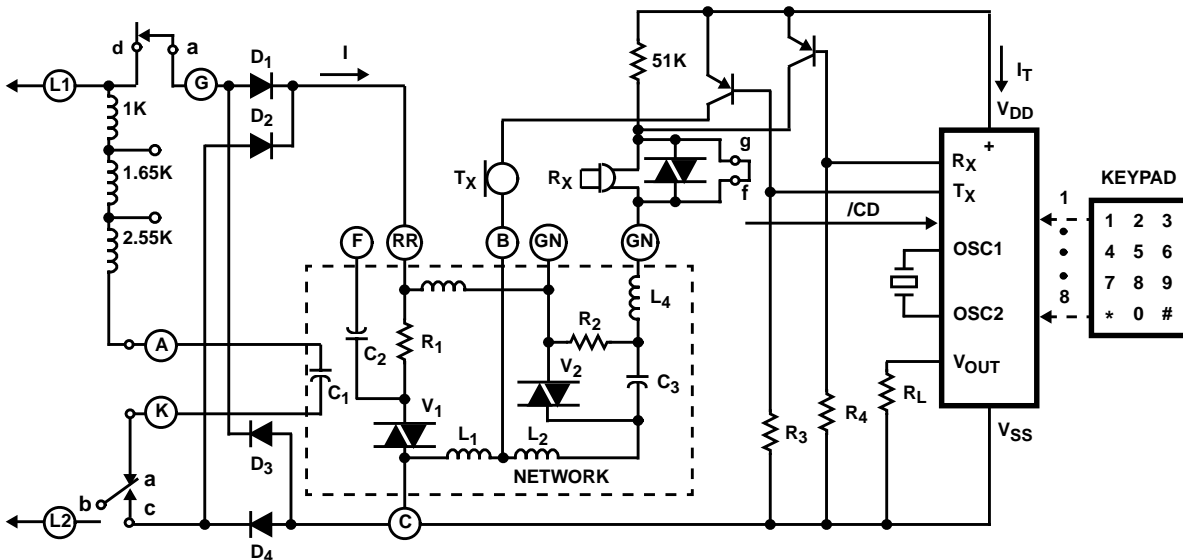 d
a
L1
G
D1
D2
I
1K
1.65K
2.55K
51K
IT
VDD
+
TX
RX
g
f
RX
TX
/CD
OSC1
OSC2
VOUT
VSS
KEYPAD
1
8
1 2 3
4 5 6
7 8 9
* 0 #
F
RR
B
GN
GN
L4
R1
R2
C2
V2
C3
A
C1
K
V1
L1
L2
NETWORK
R3
R4
RL
D3
a
b
c
L2
D4
C